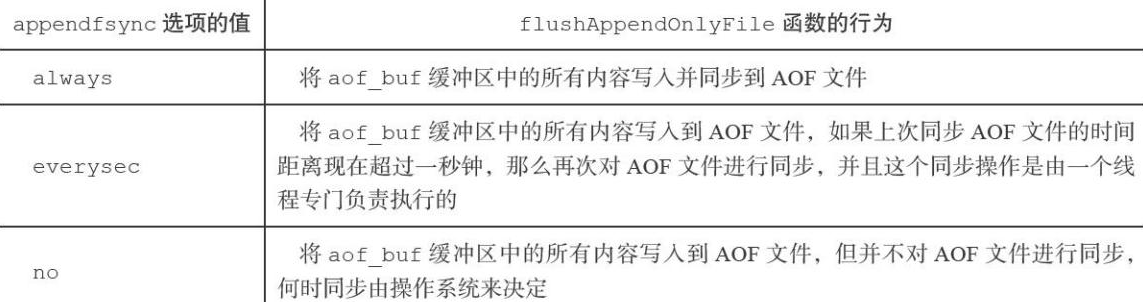 appendfsync 选项的值 flushAppendOnlyFile 函数的行为
always 将 aof_buf 缓冲区中的所有内容写入并同步到 AOF 文件
将 aof_buf 缓冲区中的所有内容写入到 AOF 文件，如果上次同步 AOF 文件的时间
everysec 距离现在超过一秒钟，那么再次对 AOF 文件进行同步，并且这个同步操作是由一个线
程专门负责执行的
将 aof_buf 缓冲区中的所有内容写入到 AOF 文件，但并不对 AOF 文件进行同步，
no
何时同步由操作系统来决定